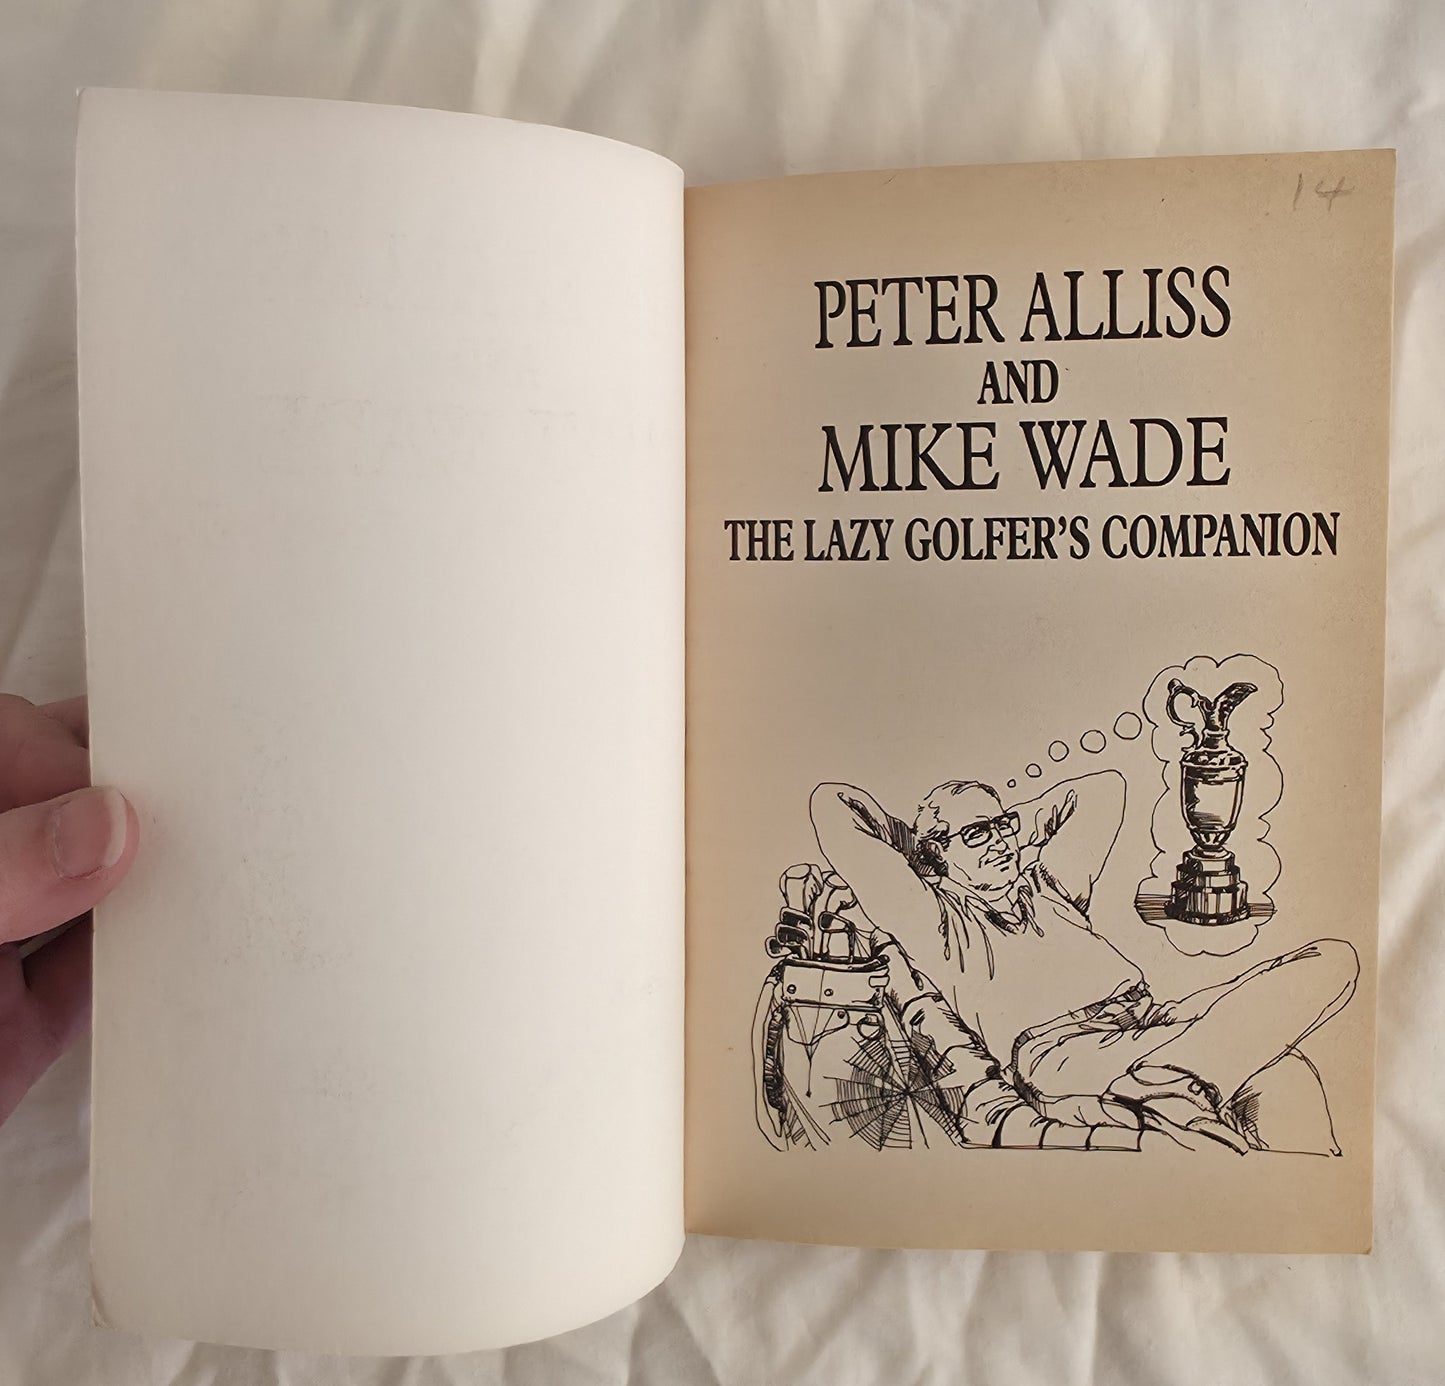 14
PETER ALLISS
AND
MIKE WADE
THE LAZY GOLFER'S COMPANION